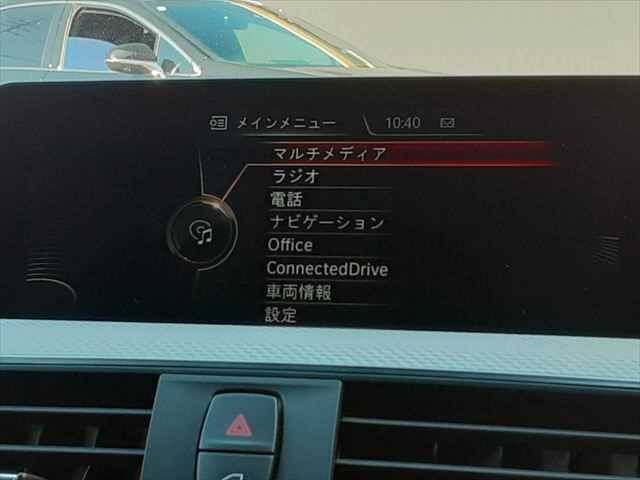 メインメニュー 10:40
マルチメディア
ラジオ
電話
ナビゲーション
Office
ConnectedDrive
車両情報
設定